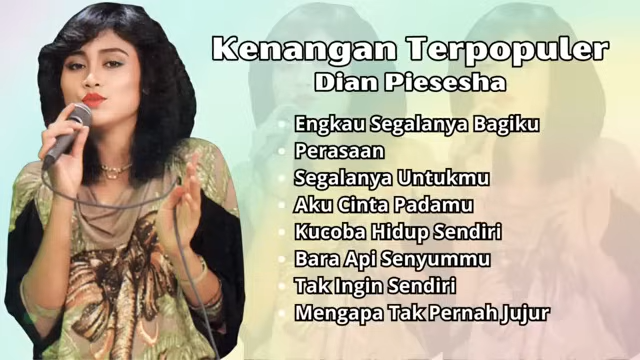 Kenangan Terpopuler
Dian Piesesha
Engkau Segalanya Bagiku
Perasaan
Segalanya Untukmu
Aku Cinta Padamu
Kucoba Hidup Sendiri
Bara Api Senyummu
Tak Ingin Sendiri
Mengapa Tak Pernah Jujur